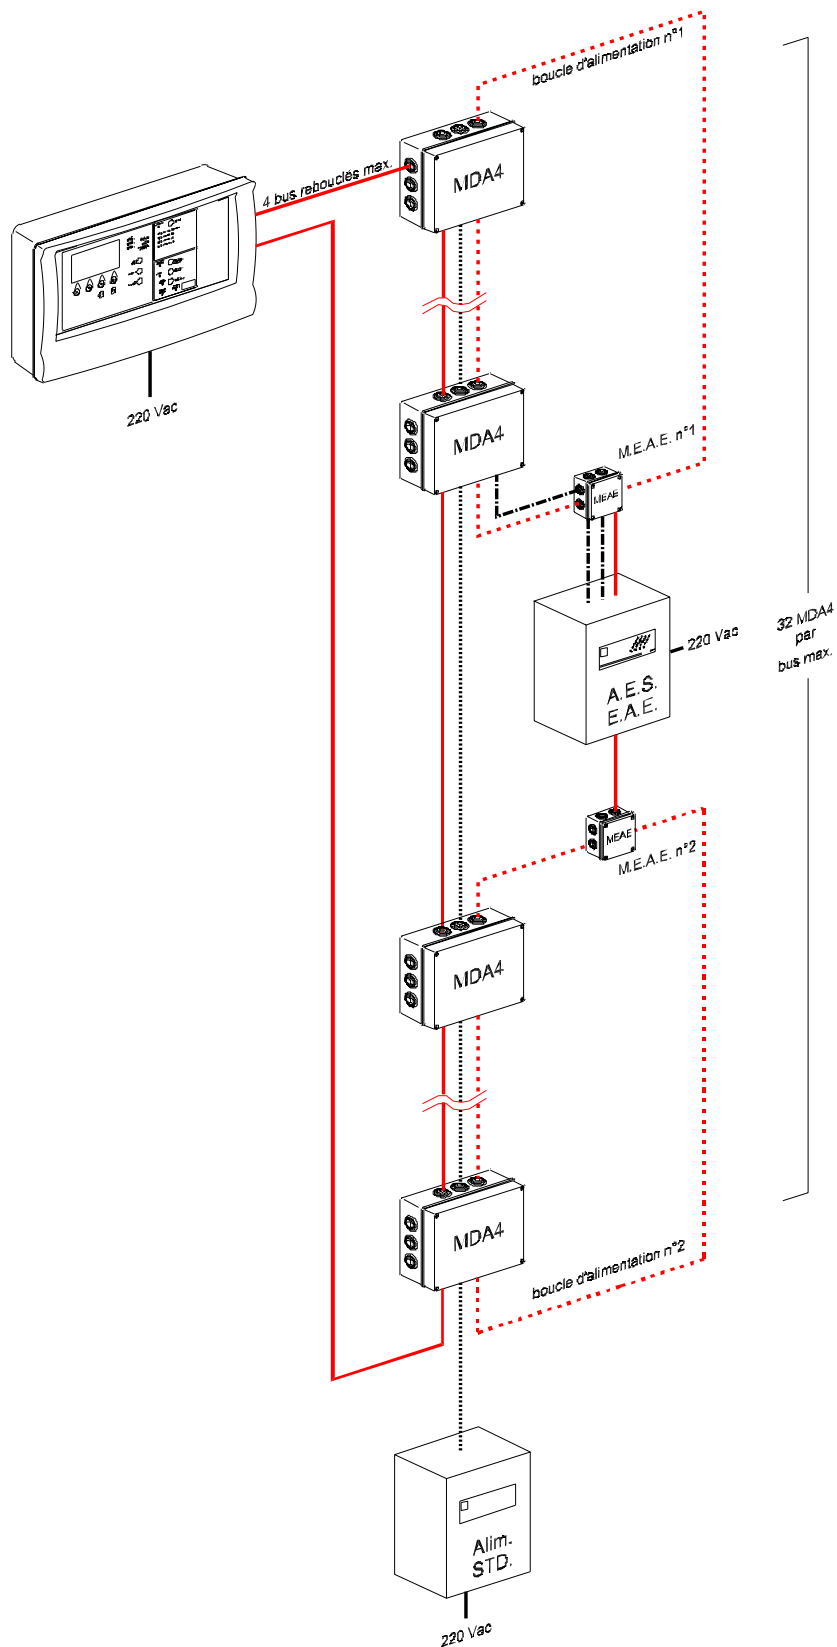 boucle d'alimentation n°1
MDA4
4 bus rebouclés max.
220 Vac
MDA4
M.E.A.E. n°1
MEAE
32 MDA4
par
bus max.
220 Vac
A.E.S.
E.A.E.
MEAE
M.E.A.E. n°2
MDA4
MDA4
boucle d'alimentation n°2
Alim.
STD.
220 Vac